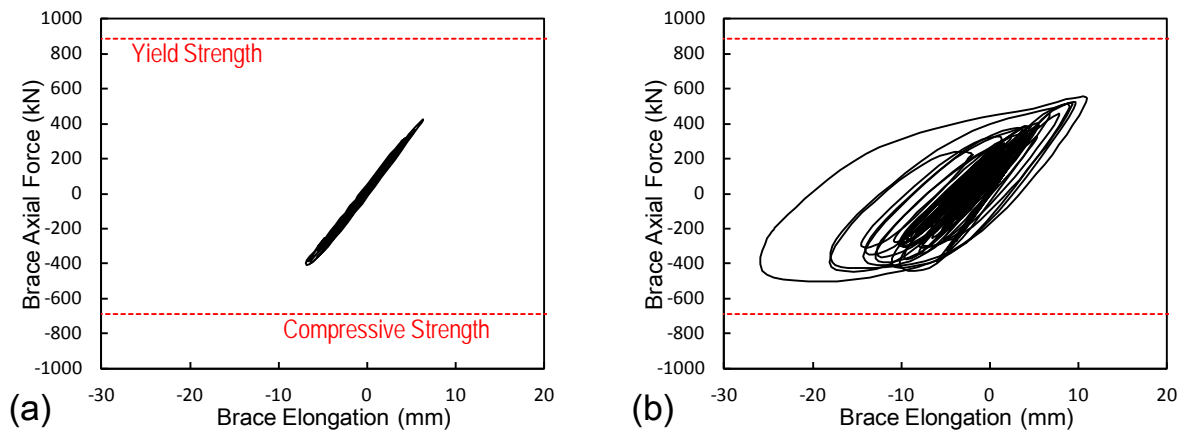 1000
800
600
400
200
0
-200
-400
-600
-800
-1000
Brace Axial Force (kN)
Yield Strength
Compressive Strength
-30 -20 -10 0 10 20
Brace Elongation (mm)
(a)
1000
800
600
400
200
0
-200
-400
-600
-800
-1000
Brace Axial Force (kN)
-30 -20 -10 0 10 20
Brace Elongation (mm)
(b)